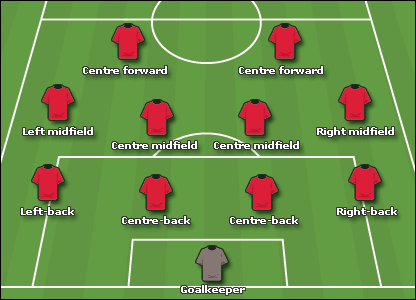 Centre forward
Centre forward
Left midfield
Centre midfield
Centre midfield
Right midfield
Left-back
Centre-back
Centre-back
Right-back
Goalkeeper